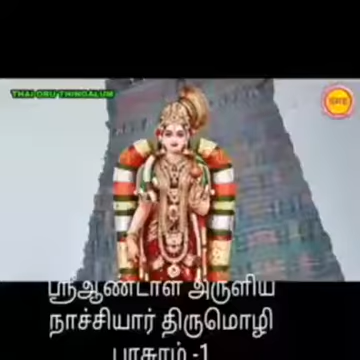 THAI ORU THINGALUM
ஸ்ரீஆண்டாள் அருளிய
நாச்சியார் திருமொழி
பாசுரம் -1